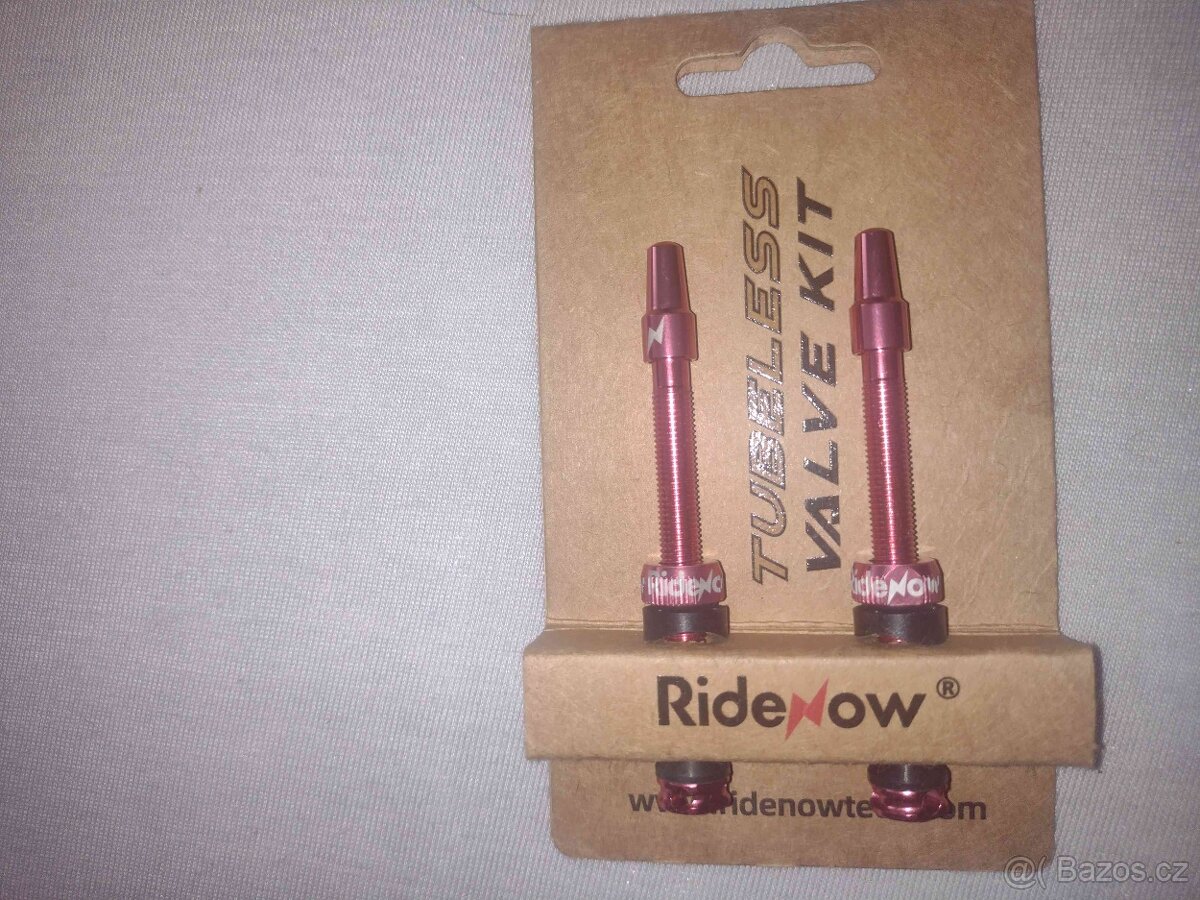 TUBELESS
VALVE KIT
RideNow
RideNow
RideNow®
@( Bazos.cz